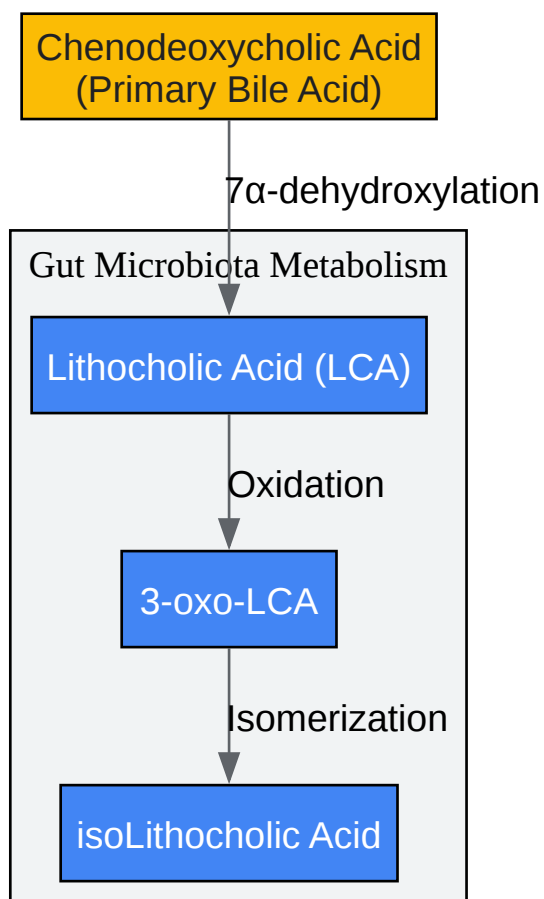 Chenodeoxycholic Acid
(Primary Bile Acid)
7α-dehydroxylation
Gut Microbiota Metabolism
Lithocholic Acid (LCA)
Oxidation
3-oxo-LCA
Isomerization
isoLithocholic Acid